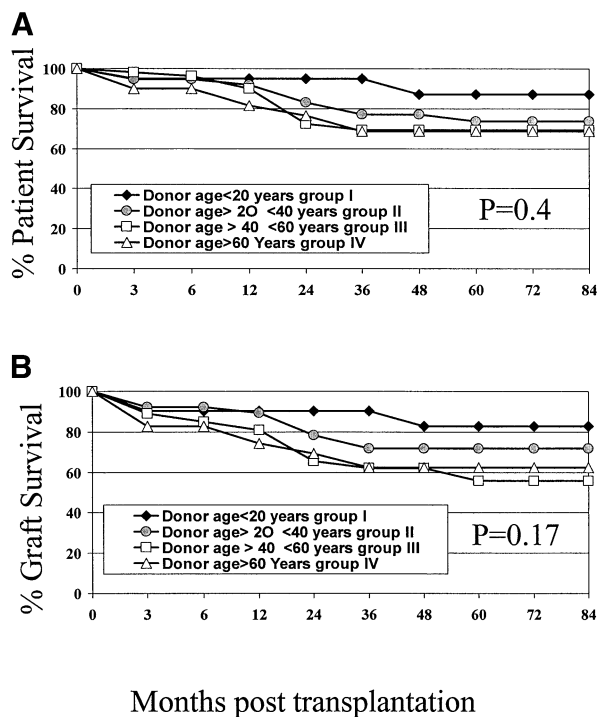 A
% Patient Survival
100
80
60
40
20
0
Donor age<20 years group I
Donor age> 2O <40 years group II
Donor age > 40 <60 years group III
Donor age>60 Years group IV
P=0.4
0 3 6 12 24 36 48 60 72 84
B
% Graft Survival
100
80
60
40
20
0
Donor age<20 years group I
Donor age> 2O <40 years group II
Donor age > 40 <60 years group III
Donor age>60 Years group IV
P=0.17
0 3 6 12 24 36 48 60 72 84
Months post transplantation